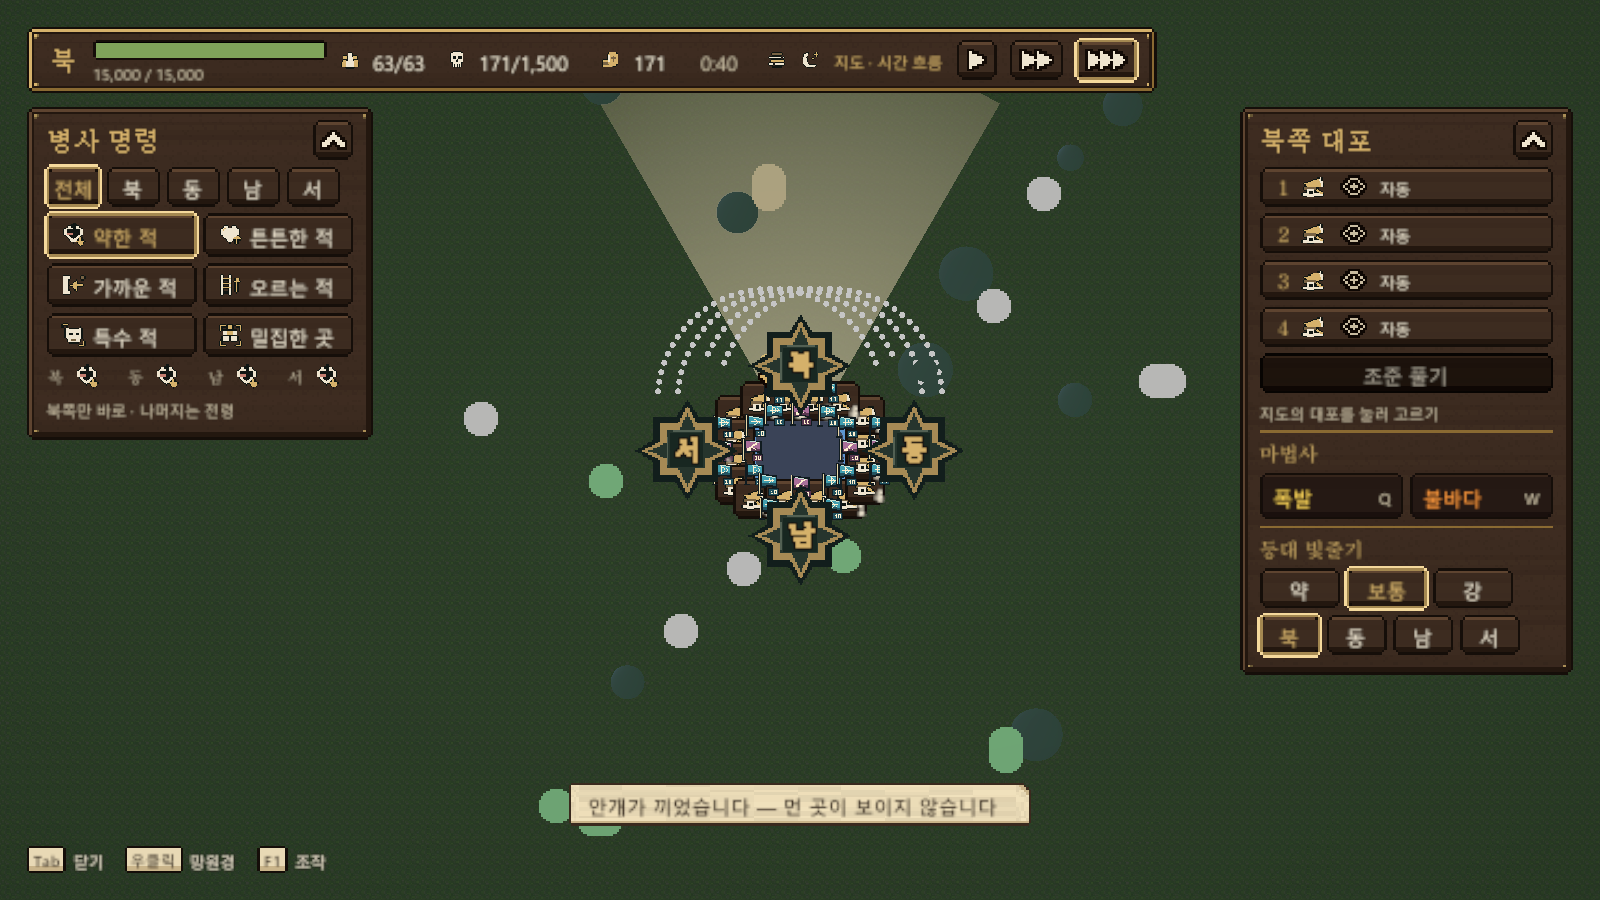 북
15,000 / 15,000
63/63
171/1,500
171
0:40
지도 · 시간 흐름
병사 명령
전체 북 동 남 서
약한 적 튼튼한 적
가까운 적 오르는 적
특수 적 밀집한 곳
북 동 남 서
북쪽만 바로 · 나머지는 전령
북
서
동
남
북쪽 대포
1 자동
2 자동
3 자동
4 자동
조준 풀기
지도의 대포를 눌러 고르기
마법사
폭발 Q 불바다 W
등대 빛줄기
약 보통 강
북 동 남 서
안개가 끼었습니다 — 먼 곳이 보이지 않습니다
Tab 닫기 우클릭 망원경 F1 조작